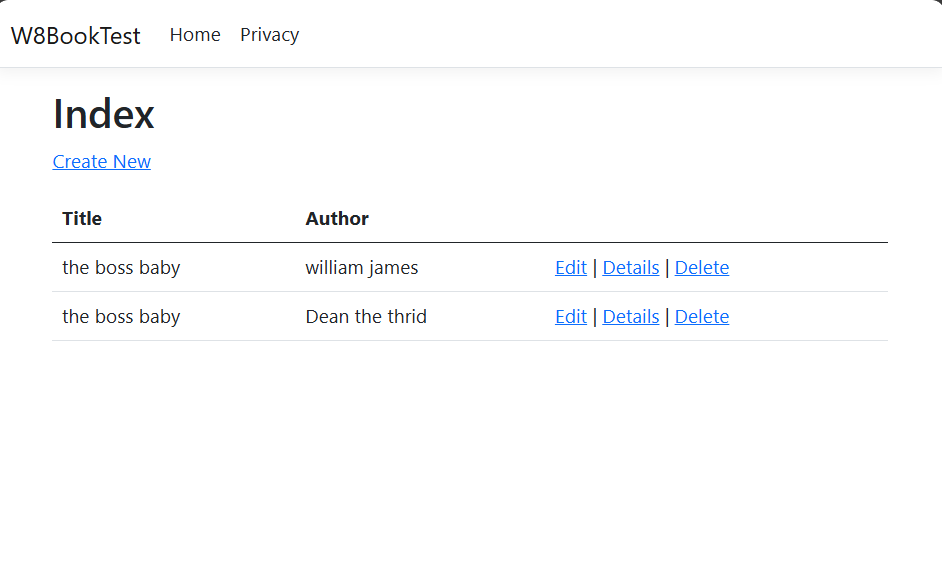 W8BookTest Home Privacy
Index
Create New
Title Author
the boss baby william james Edit | Details | Delete
the boss baby Dean the thrid Edit | Details | Delete